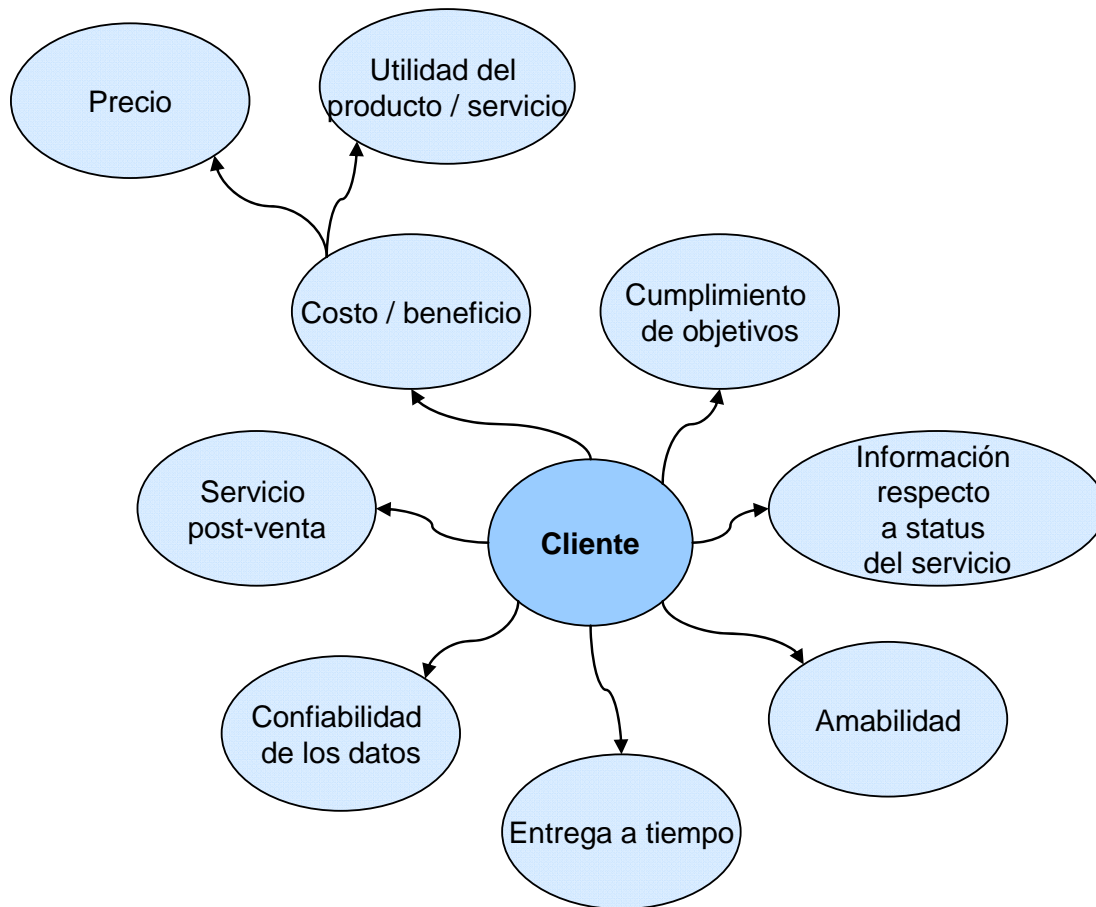 Precio
Utilidad del
producto / servicio
Costo / beneficio
Cumplimiento
de objetivos
Servicio
post-venta
Cliente
Información
respecto
a status
del servicio
Confiabilidad
de los datos
Entrega a tiempo
Amabilidad